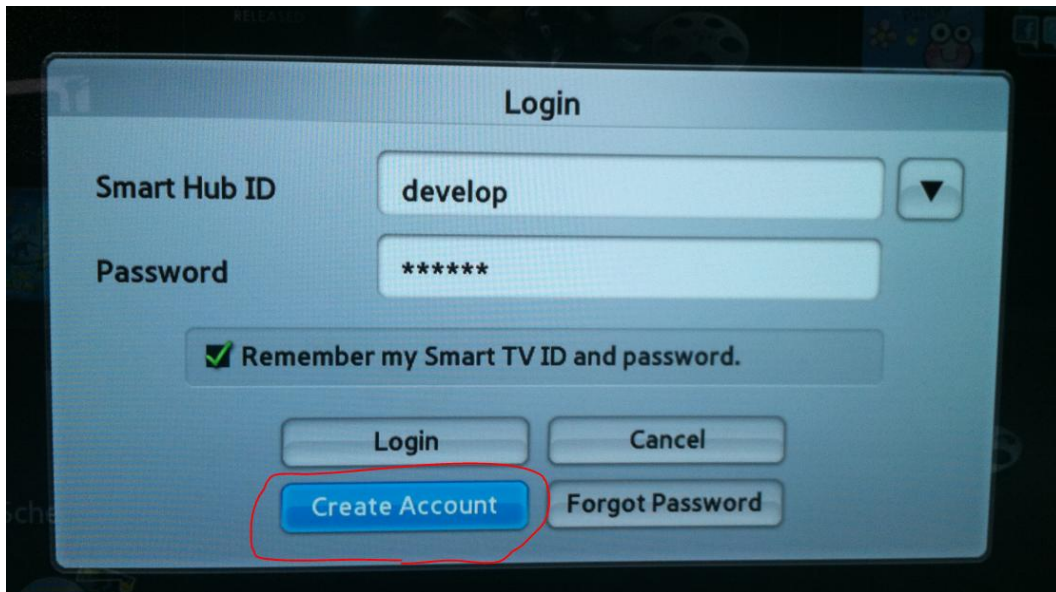 RELEASED
Login
Smart Hub ID
develop
▼
Password
******
Remember my Smart TV ID and password.
Login
Cancel
Create Account
Forgot Password